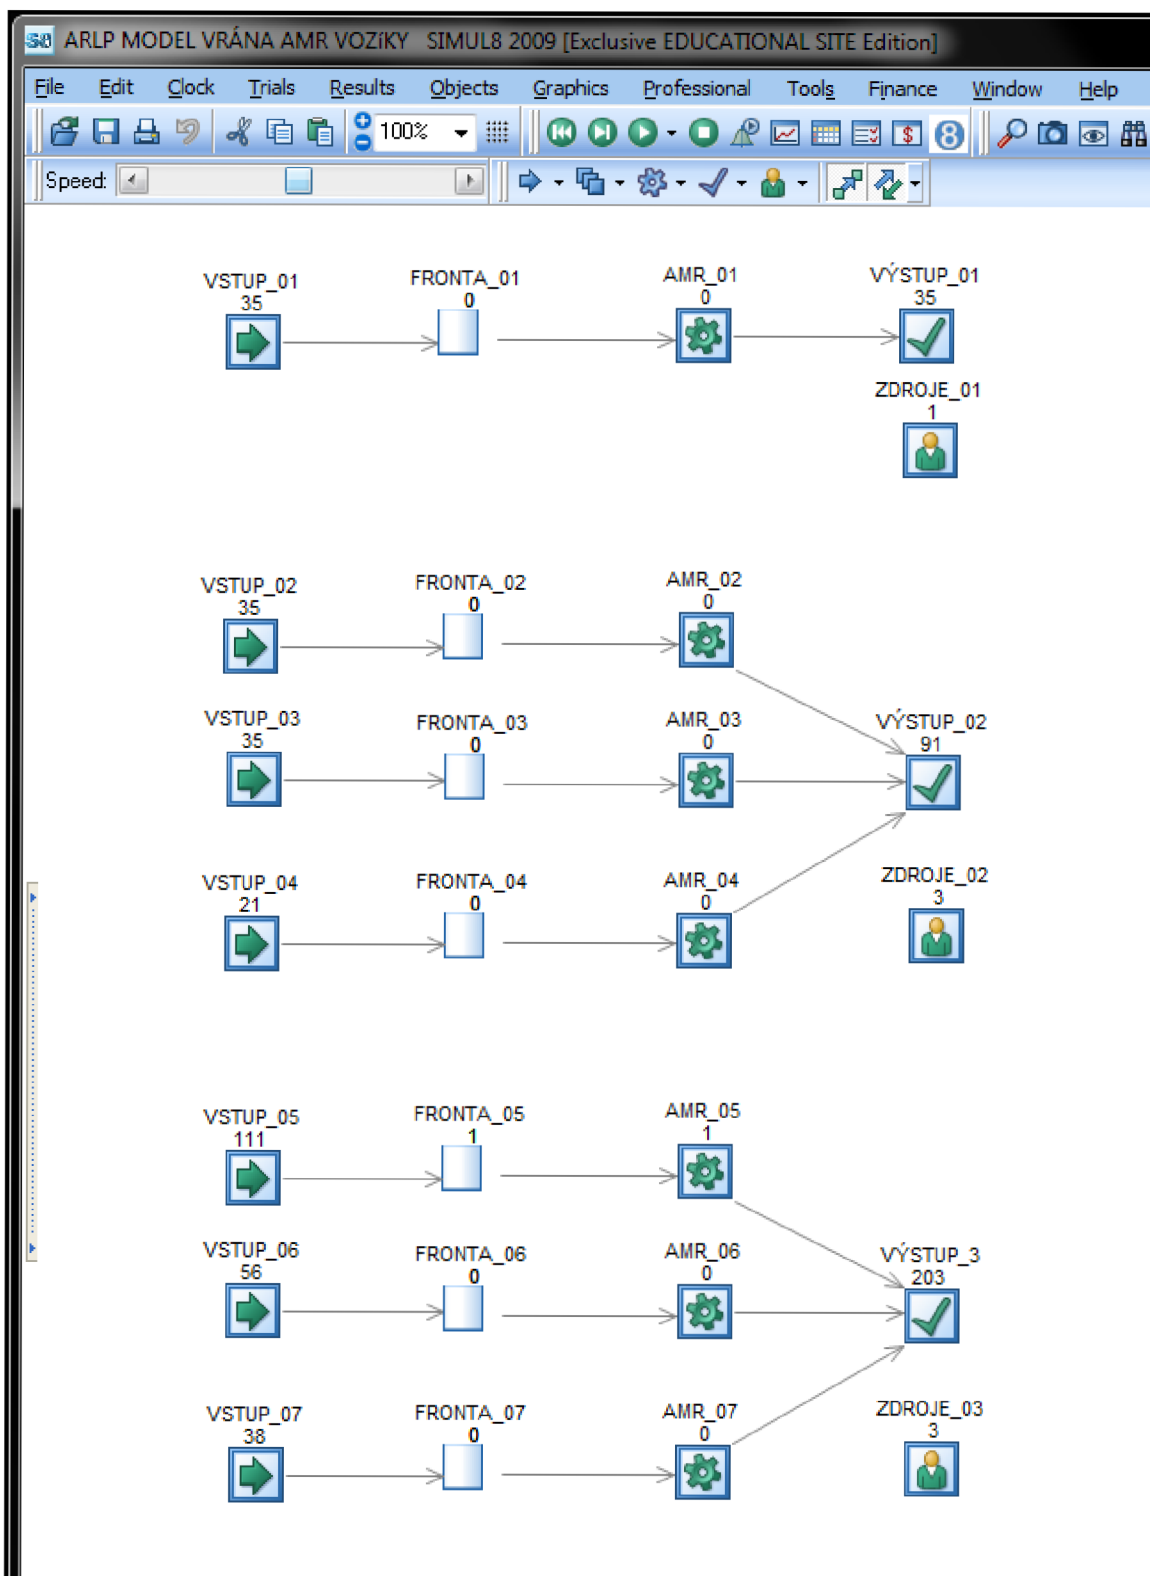 S8 ARLP MODEL VRÁNA AMR VOZíKY SIMUL8 2009 [Exclusive EDUCATIONAL SITE Edition]
File Edit Clock Trials Results Objects Graphics Professional Tools Finance Window Help
100%
Speed:
VSTUP_01 FRONTA_01 AMR_01 VÝSTUP_01
35 0 0 35
ZDROJE_01
1
VSTUP_02 FRONTA_02 AMR_02
35 0 0
VSTUP_03 FRONTA_03 AMR_03 VÝSTUP_02
35 0 0 91
VSTUP_04 FRONTA_04 AMR_04 ZDROJE_02
21 0 0 3
VSTUP_05 FRONTA_05 AMR_05
111 1 1
VSTUP_06 FRONTA_06 AMR_06 VÝSTUP_3
56 0 0 203
VSTUP_07 FRONTA_07 AMR_07 ZDROJE_03
38 0 0 3